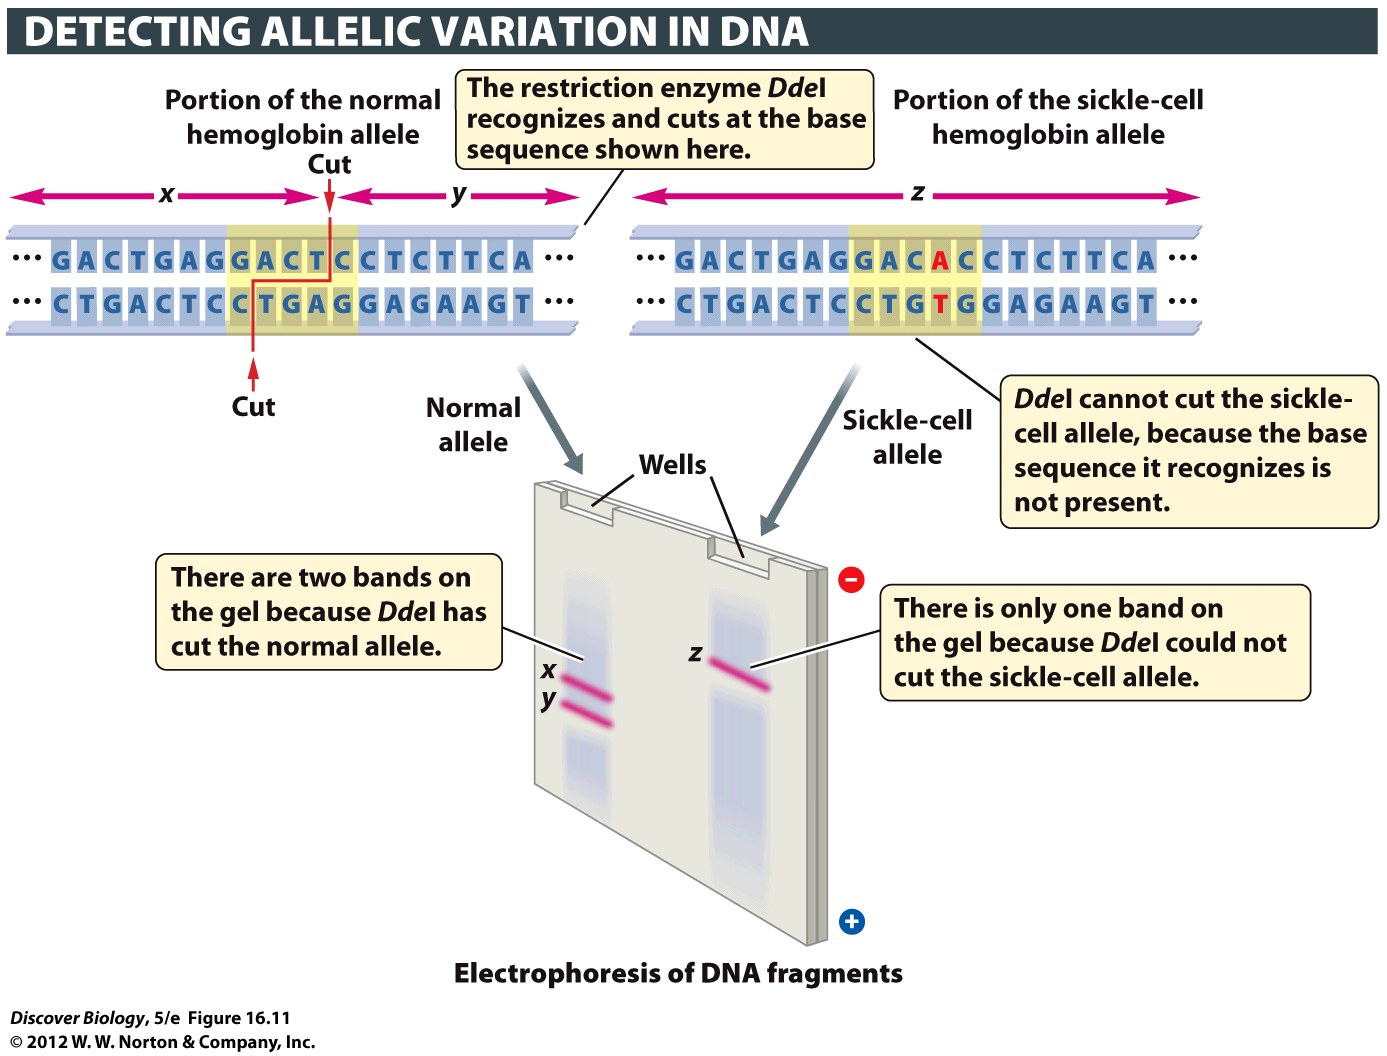 DETECTING ALLELIC VARIATION IN DNA
Portion of the normal
hemoglobin allele
The restriction enzyme DdeI
recognizes and cuts at the base
sequence shown here.
Portion of the sickle-cell
hemoglobin allele
Cut
x
y
z
··· GACTGAGGACTCCTCTTCA ···
··· CTGACTCCTGAGGAGAAGT ···
··· GACTGAGGACACCTCTTCA ···
··· CTGACTCCTGTGGAGAAGT ···
Cut
Normal
allele
Sickle-cell
allele
DdeI cannot cut the sickle-
cell allele, because the base
sequence it recognizes is
not present.
Wells
There are two bands on
the gel because DdeI has
cut the normal allele.
−
There is only one band on
the gel because DdeI could not
cut the sickle-cell allele.
x
y
z
+
Electrophoresis of DNA fragments
Discover Biology, 5/e Figure 16.11
© 2012 W. W. Norton & Company, Inc.